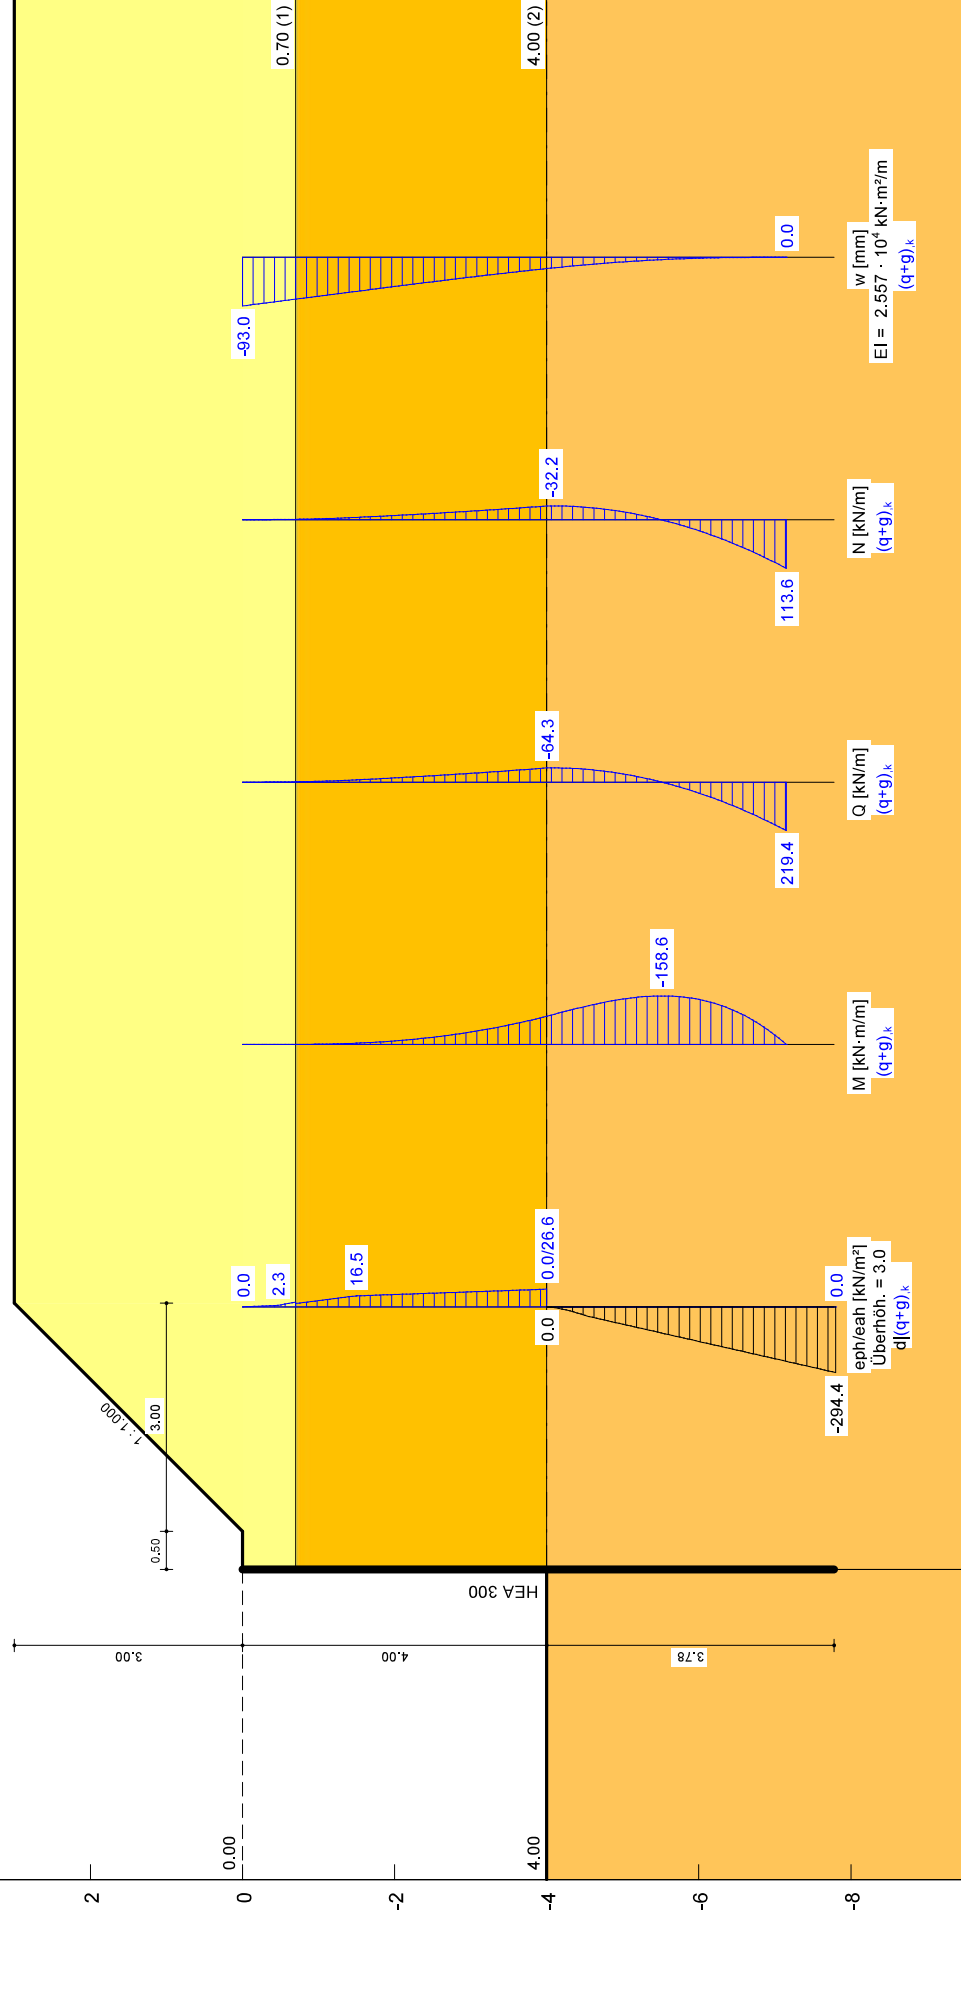 2
0
-2
-4
-6
-8
0.00
4.00
3.00
4.00
3.78
HEA 300
0.50
3.00
1 : 1.000
0.70 (1)
4.00 (2)
0.0
2.3
16.5
0.0/26.6
0.0
0.0
-294.4
eph/eah [kN/m²]
Überhöh. = 3.0
d|(q+g),k
-158.6
M [kN·m/m]
(q+g),k
-64.3
219.4
Q [kN/m]
(q+g),k
-32.2
113.6
N [kN/m]
(q+g),k
-93.0
0.0
w [mm]
EI = 2.557 · 10⁴ kN·m²/m
(q+g),k